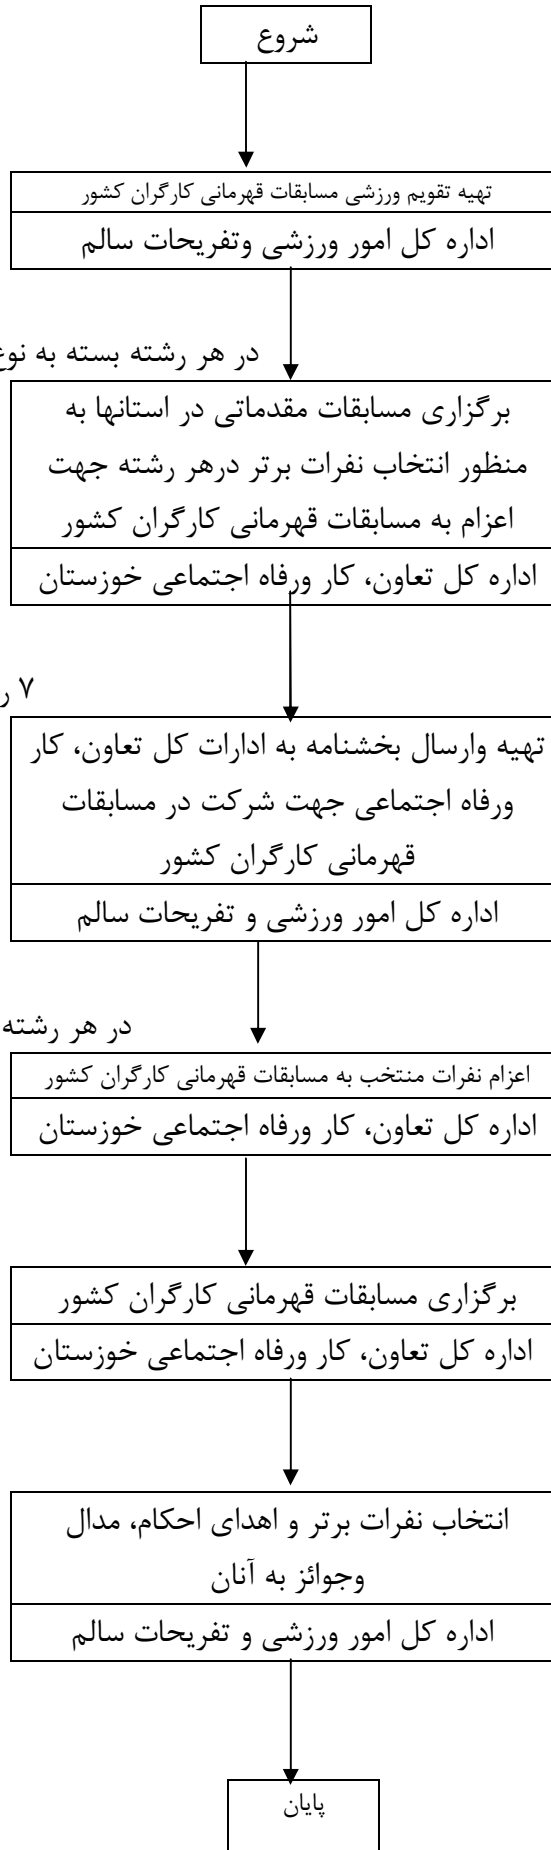 شروع
تهیه تقویم ورزشی مسابقات قهرمانی کارگران کشور
اداره کل امور ورزشی وتفریحات سالم
در هر رشته بسته به نوع
برگزاری مسابقات مقدماتی در استانها به
منظور انتخاب نفرات برتر درهر رشته جهت
اعزام به مسابقات قهرمانی کارگران کشور
اداره کل تعاون، کار ورفاه اجتماعی خوزستان
۷
تهیه وارسال بخشنامه به ادارات کل تعاون، کار
ورفاه اجتماعی جهت شرکت در مسابقات
قهرمانی کارگران کشور
اداره کل امور ورزشی و تفریحات سالم
در هر رشته
اعزام نفرات منتخب به مسابقات قهرمانی کارگران کشور
اداره کل تعاون، کار ورفاه اجتماعی خوزستان
برگزاری مسابقات قهرمانی کارگران کشور
اداره کل تعاون، کار ورفاه اجتماعی خوزستان
انتخاب نفرات برتر و اهدای احکام، مدال
وجوائز به آنان
اداره کل امور ورزشی و تفریحات سالم
پایان